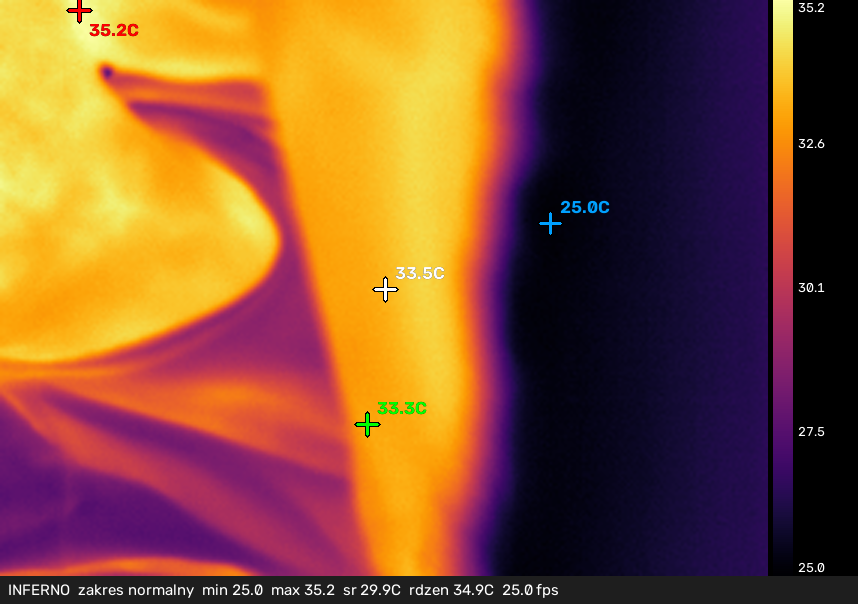 35.2C
35.2
32.6
25.0C
33.5C
30.1
33.3C
27.5
25.0
INFERNO zakres normalny min 25.0 max 35.2 sr 29.9C rdzen 34.9C 25.0 fps